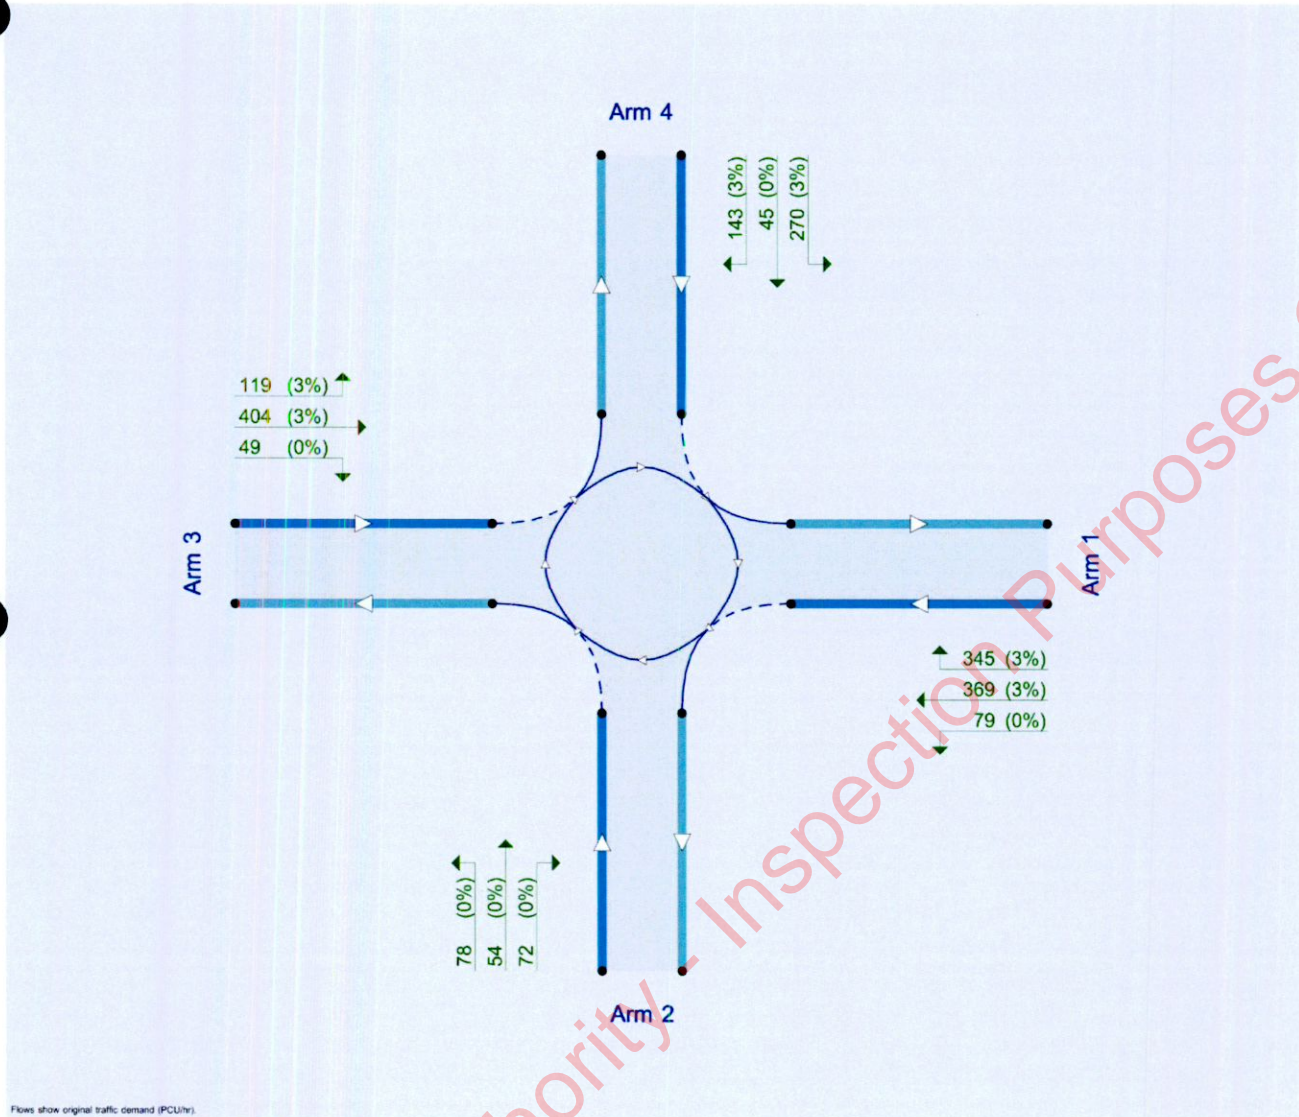 Arm 4
143 (3%)
45 (0%)
270 (3%)
119 (3%)
404 (3%)
49 (0%)
Arm 3
Arm 1
345 (3%)
369 (3%)
79 (0%)
78 (0%)
54 (0%)
72 (0%)
Arm 2
Flows show original traffic demand (PCU/hr).
- Inspection Purposes